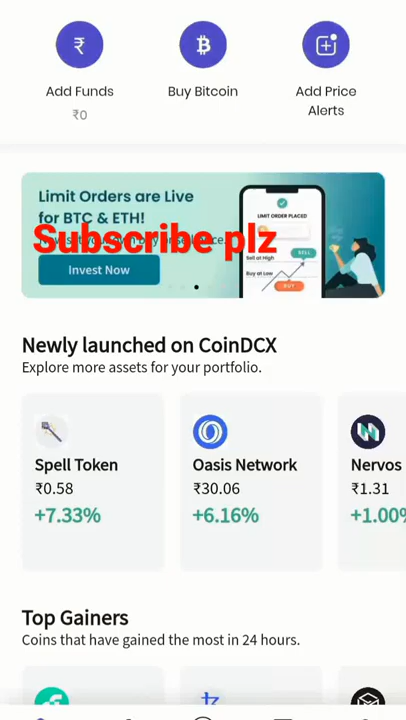 Add Funds
Buy Bitcoin
Add Price
Alerts
₹0
Limit Orders are Live
for BTC & ETH!
Subscribe plz
Invest Now
LIMIT ORDER PLACED
SELL
Sell at High
Buy at Low
BUY
Newly launched on CoinDCX
Explore more assets for your portfolio.
Spell Token
Oasis Network
Nervos
₹0.58
₹30.06
₹1.31
+7.33%
+6.16%
+1.00%
Top Gainers
Coins that have gained the most in 24 hours.